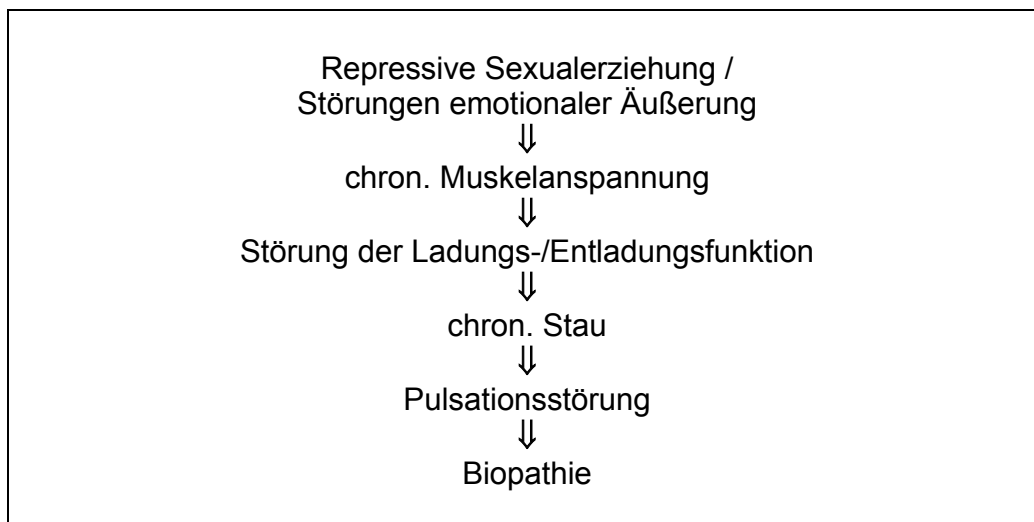 Repressive Sexualerziehung /
Störungen emotionaler Äußerung
⇓
chron. Muskelanspannung
⇓
Störung der Ladungs-/Entladungsfunktion
⇓
chron. Stau
⇓
Pulsationsstörung
⇓
Biopathie